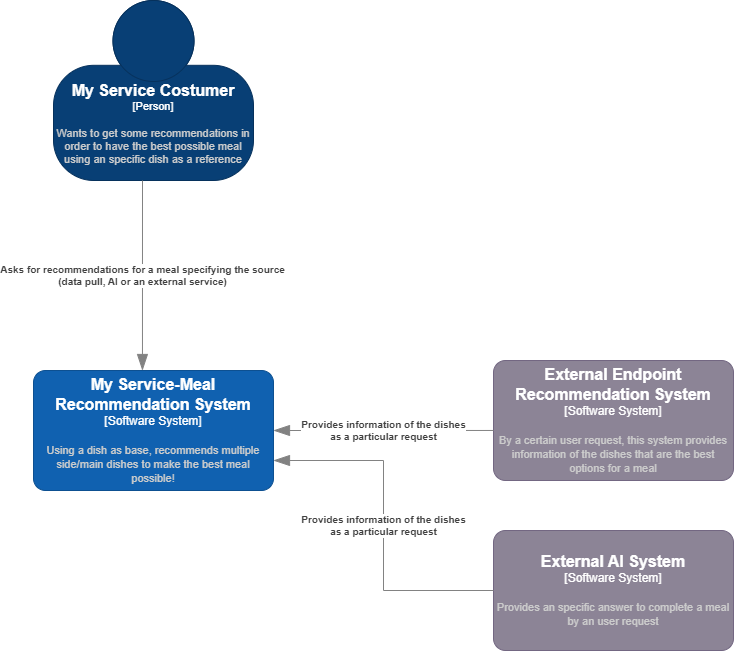 My Service Costumer
[Person]
Wants to get some recommendations in
order to have the best possible meal
using an specific dish as a reference
Asks for recommendations for a meal specifying the source
(data pull, AI or an external service)
My Service-Meal
Recommendation System
[Software System]
Using a dish as base, recommends multiple
side/main dishes to make the best meal
possible!
Provides information of the dishes
as a particular request
External Endpoint
Recommendation System
[Software System]
By a certain user request, this system provides
information of the dishes that are the best
options for a meal
Provides information of the dishes
as a particular request
External AI System
[Software System]
Provides an specific answer to complete a meal
by an user request